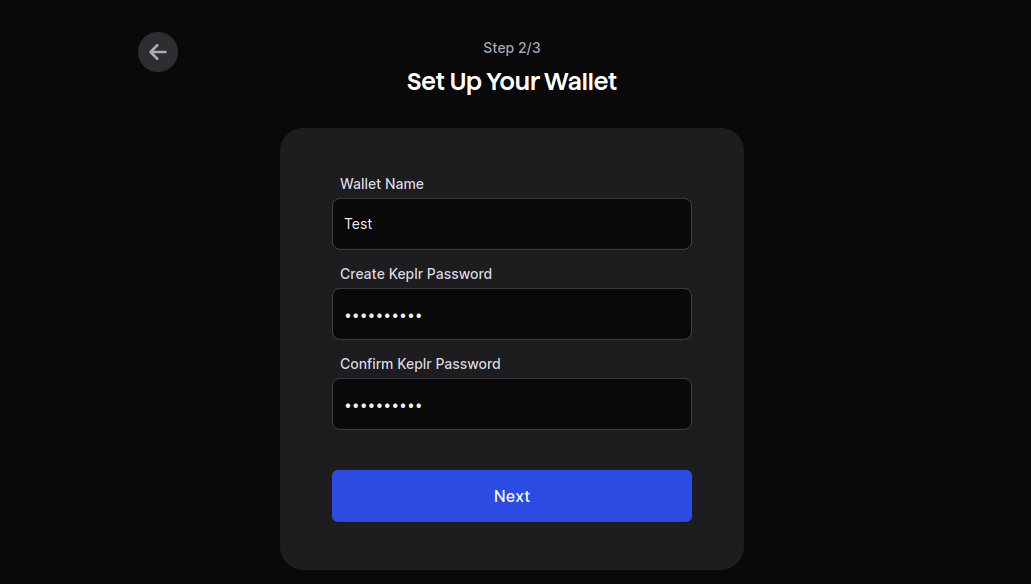 Step 2/3
Set Up Your Wallet
Wallet Name
Test
Create Keplr Password
••••••••••
Confirm Keplr Password
••••••••••
Next